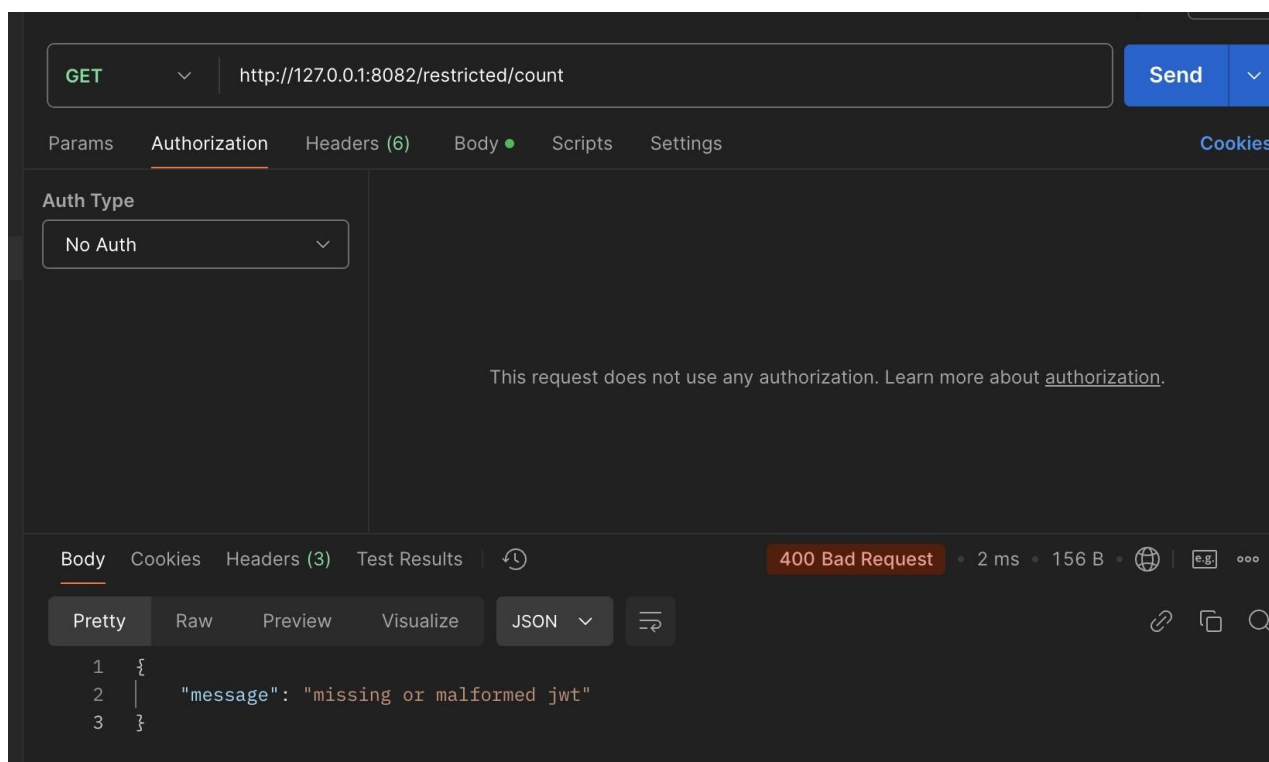 GET http://127.0.0.1:8082/restricted/count Send
Params Authorization Headers (6) Body Scripts Settings Cookies
Auth Type
No Auth
This request does not use any authorization. Learn more about authorization.
Body Cookies Headers (3) Test Results 400 Bad Request • 2 ms • 156 B • e.g.
Pretty Raw Preview Visualize JSON
1 {
2 "message": "missing or malformed jwt"
3 }